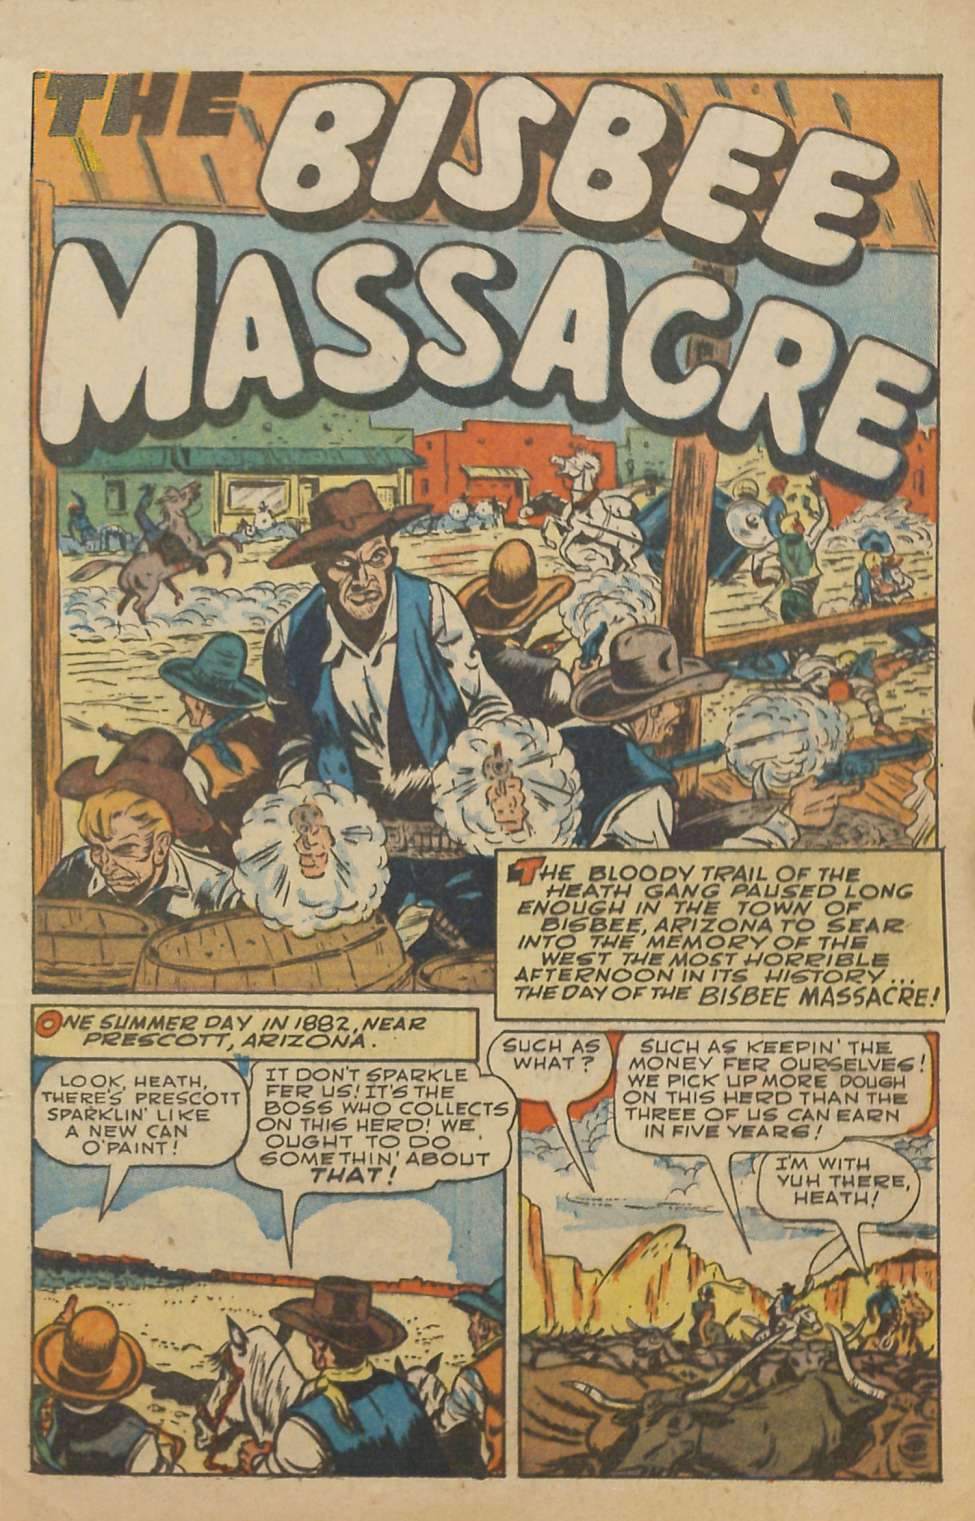 THE BISBEE
MASSACRE
THE BLOODY TRAIL OF THE
HEATH GANG PAUSED LONG
ENOUGH IN THE TOWN OF
BISBEE, ARIZONA TO SEAR
INTO THE MEMORY OF THE
WEST THE MOST HORRIBLE
AFTERNOON IN ITS HISTORY...
THE DAY OF THE BISBEE MASSACRE!
ONE SUMMER DAY IN 1882, NEAR
PRESCOTT, ARIZONA.
LOOK, HEATH,
THERE'S PRESCOTT
SPARKLIN' LIKE
A NEW CAN
O'PAINT!
IT DON'T SPARKLE
FER US! IT'S THE
BOSS WHO COLLECTS
ON THIS HERD! WE
OUGHT TO DO
SOMETHIN' ABOUT
THAT!
SUCH AS
WHAT?
SUCH AS KEEPIN' THE
MONEY FER OURSELVES!
WE PICK UP MORE DOUGH
ON THIS HERD THAN THE
THREE OF US CAN EARN
IN FIVE YEARS!
I'M WITH
YUH THERE,
HEATH!